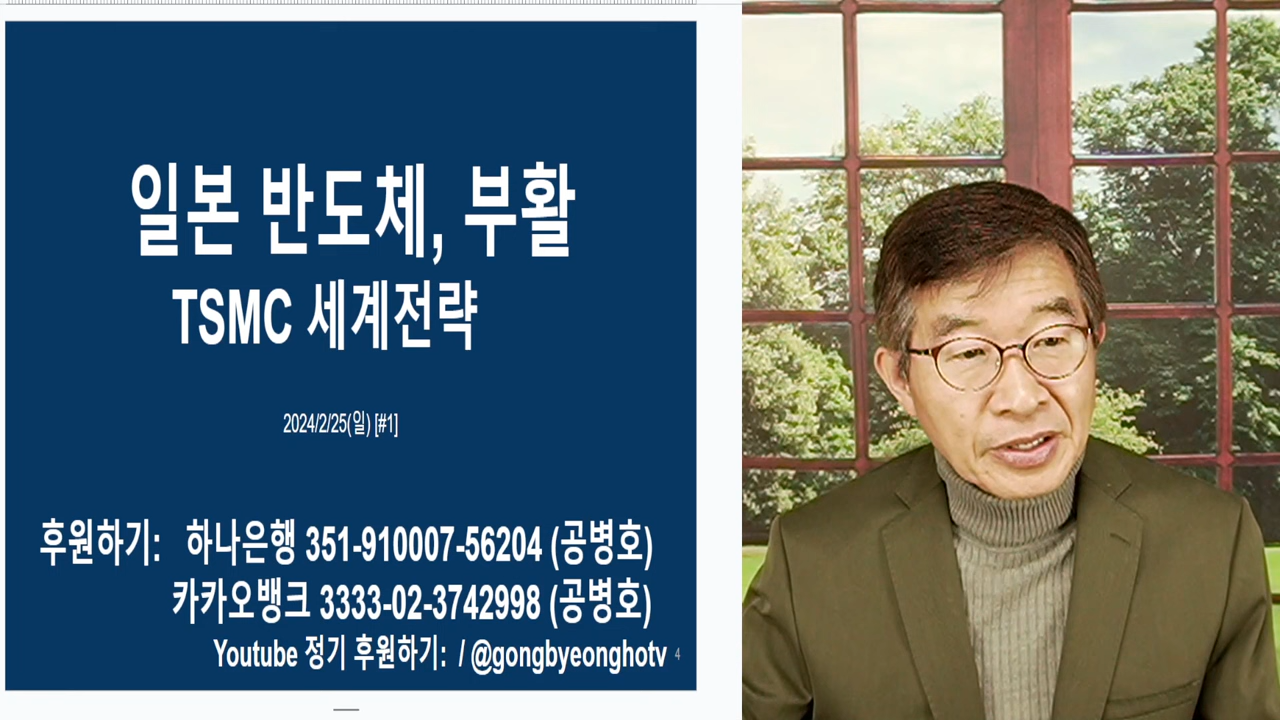 일본 반도체, 부활
TSMC 세계전략
2024/2/25(일) [#1]
후원하기: 하나은행 351-910007-56204 (공병호)
카카오뱅크 3333-02-3742998 (공병호)
Youtube 정기 후원하기: / @gongbyeonghotv
4